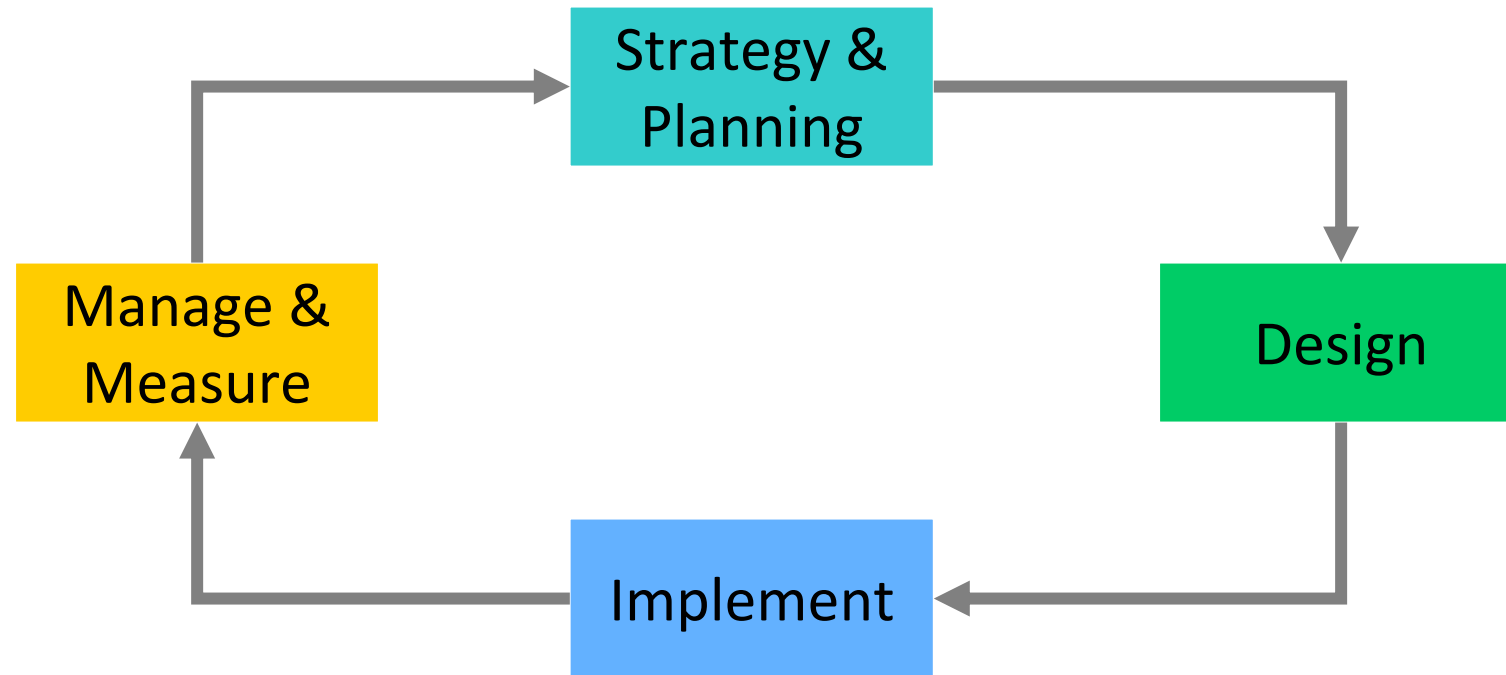 Strategy &
Planning
Manage &
Measure
Design
Implement